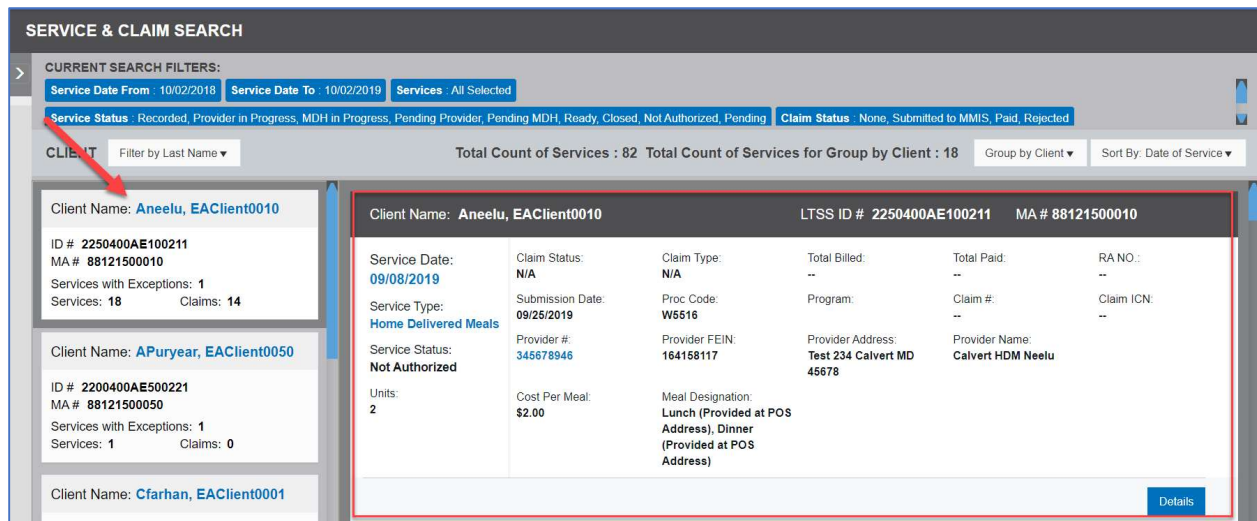 SERVICE & CLAIM SEARCH
>
CURRENT SEARCH FILTERS:
Service Date From : 10/02/2018 Service Date To : 10/02/2019 Services : All Selected
Service Status : Recorded, Provider in Progress, MDH in Progress, Pending Provider, Pending MDH, Ready, Closed, Not Authorized, Pending Claim Status : None, Submitted to MMIS, Paid, Rejected
CLIENT Filter by Last Name ▾ Total Count of Services : 82 Total Count of Services for Group by Client : 18 Group by Client ▾ Sort By: Date of Service ▾
Client Name: Aneelu, EAClient0010
ID # 2250400AE100211
MA # 88121500010
Services with Exceptions: 1
Services: 18 Claims: 14
Client Name: APuryear, EAClient0050
ID # 2200400AE500221
MA # 88121500050
Services with Exceptions: 1
Services: 1 Claims: 0
Client Name: Cfarhan, EAClient0001
Client Name: Aneelu, EAClient0010 LTSS ID # 2250400AE100211 MA # 88121500010
Service Date:
09/08/2019
Service Type:
Home Delivered Meals
Service Status:
Not Authorized
Units:
2
Claim Status: Claim Type: Total Billed: Total Paid: RA NO.:
N/A N/A -- -- --
Submission Date: Proc Code: Program: Claim #: Claim ICN:
09/25/2019 W5516 -- --
Provider #: Provider FEIN: Provider Address: Provider Name:
345678946 164158117 Test 234 Calvert MD Calvert HDM Neelu
45678
Cost Per Meal: Meal Designation:
$2.00 Lunch (Provided at POS
Address), Dinner
(Provided at POS
Address)
Details